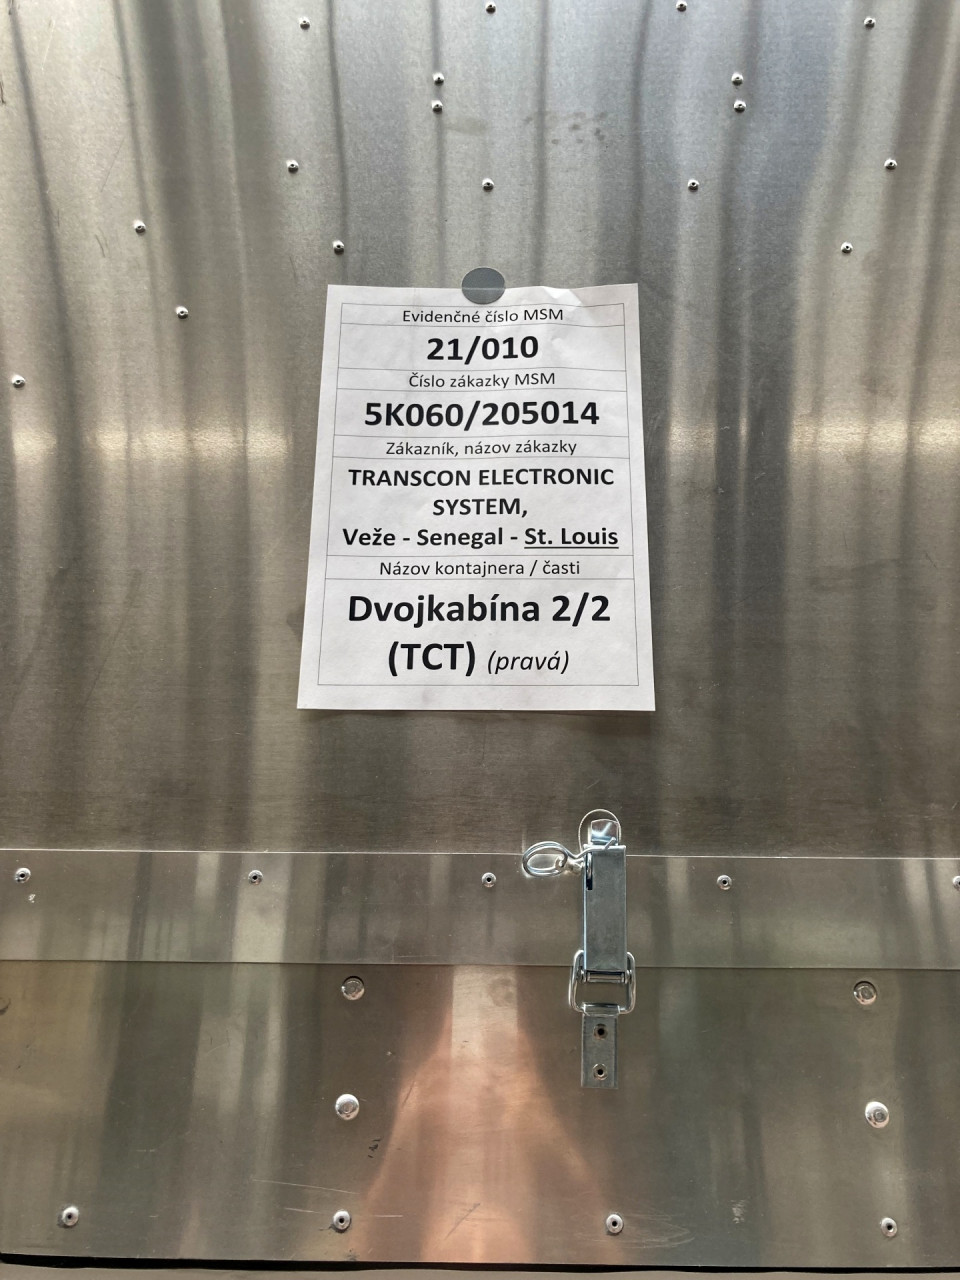 Evidenčné číslo MSM
21/010
Číslo zákazky MSM
5K060/205014
Zákazník, názov zákazky
TRANSCON ELECTRONIC
SYSTEM,
Veže - Senegal - St. Louis
Názov kontajnera / časti
Dvojkabína 2/2
(TCT) (pravá)